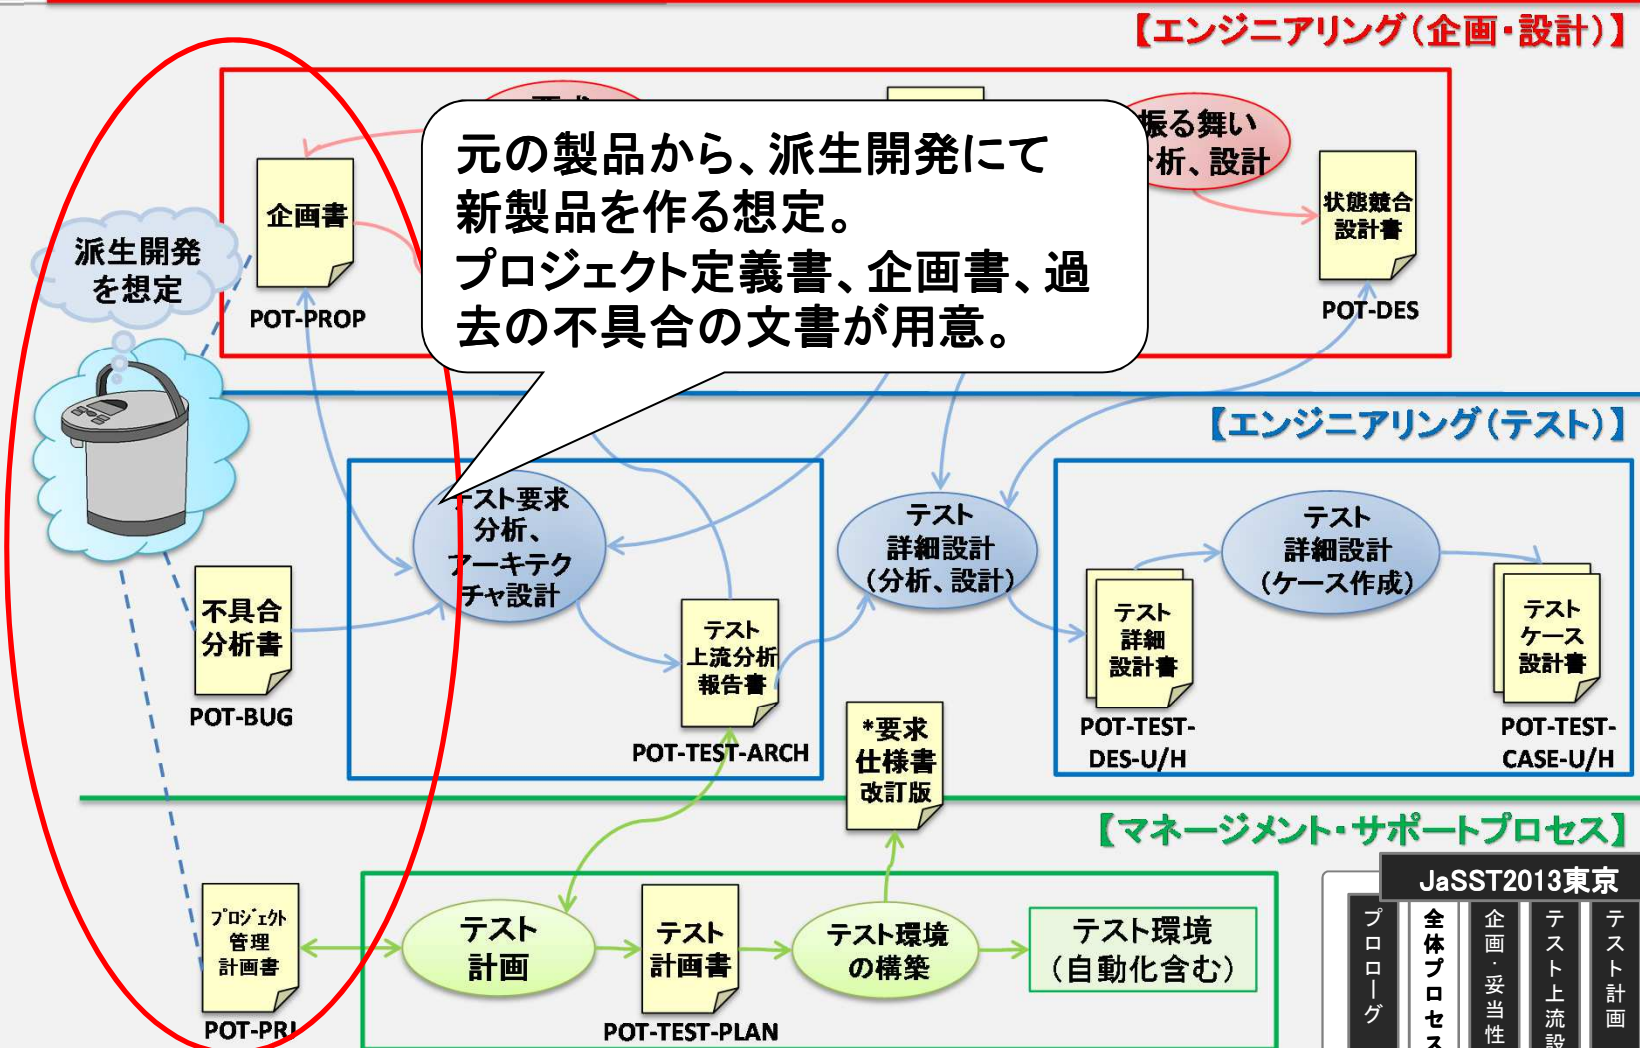 【エンジニアリング(企画・設計)】
元の製品から、派生開発にて
新製品を作る想定。
プロジェクト定義書、企画書、過
去の不具合の文書が用意。
振る舞い
析、設計
企画書
POT-PROP
状態競合
設計書
POT-DES
派生開発
を想定
【エンジニアリング(テスト)】
テスト要求
分析、
アーキテク
チャ設計
テスト
詳細設計
(分析、設計)
テスト
詳細設計
(ケース作成)
不具合
分析書
POT-BUG
テスト
上流分析
報告書
POT-TEST-ARCH
テスト
詳細
設計書
POT-TEST-
DES-U/H
テスト
ケース
設計書
POT-TEST-
CASE-U/H
*要求
仕様書
改訂版
【マネージメント・サポートプロセス】
プロジェクト
管理
計画書
POT-PRJ
テスト
計画
テスト
計画書
POT-TEST-PLAN
テスト環境
の構築
テスト環境
(自動化含む)
JaSST2013東京
プロローグ
全体プロセス
企画・妥当性
テスト上流設
テスト計画